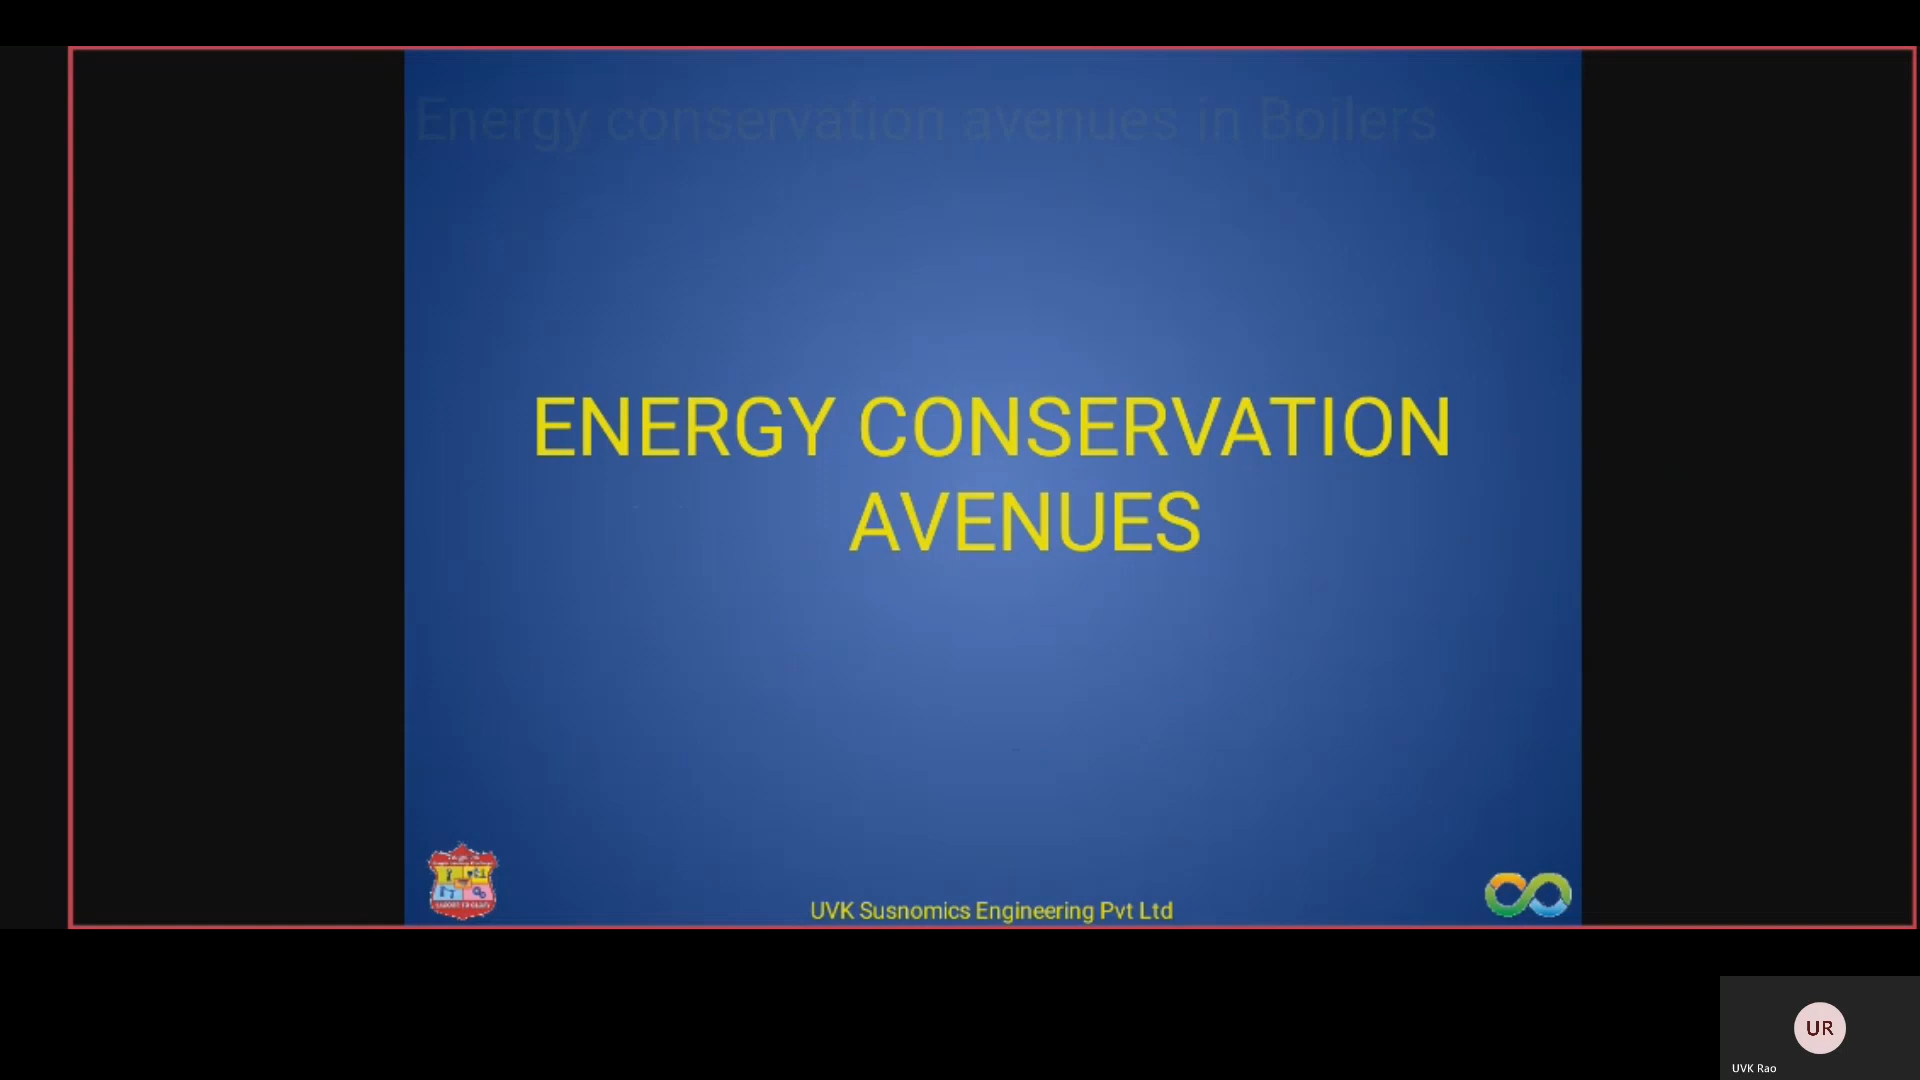 Energy conservation avenues in Boilers
ENERGY CONSERVATION
AVENUES
UVK Susnomics Engineering Pvt Ltd
UR
UVK Rao